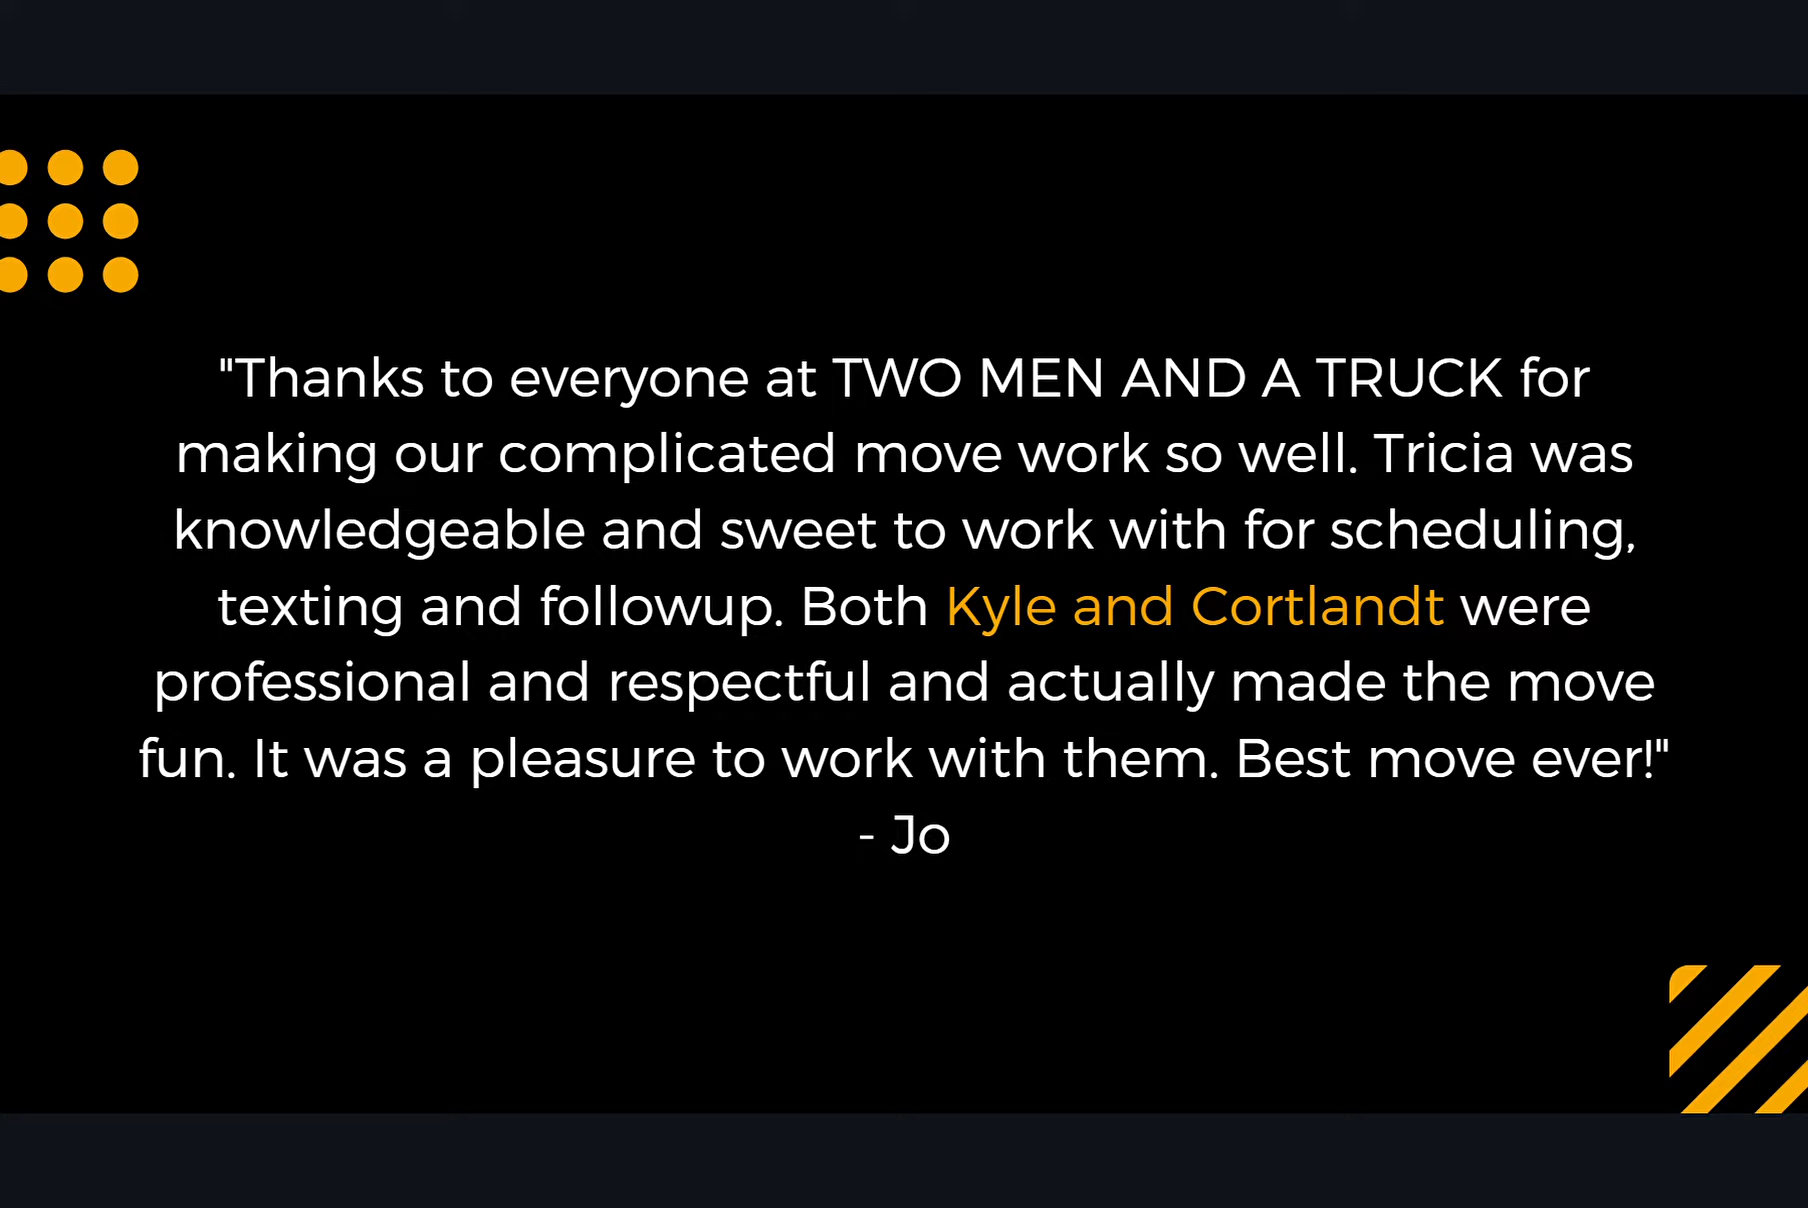 "Thanks to everyone at TWO MEN AND A TRUCK for
making our complicated move work so well. Tricia was
knowledgeable and sweet to work with for scheduling,
texting and followup. Both Kyle and Cortlandt were
professional and respectful and actually made the move
fun. It was a pleasure to work with them. Best move ever!"
- Jo